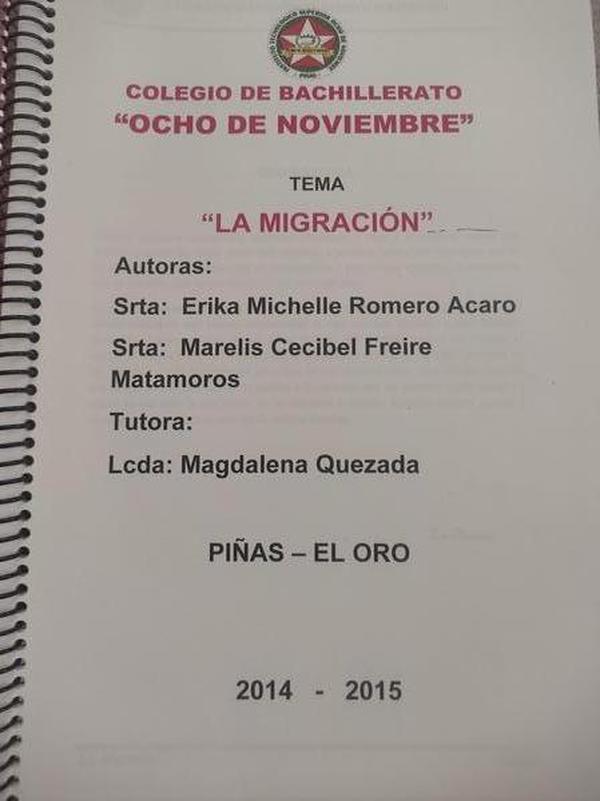 COLEGIO DE BACHILLERATO
“OCHO DE NOVIEMBRE”
TEMA
“LA MIGRACIÓN”
Autoras:
Srta: Erika Michelle Romero Acaro
Srta: Marelis Cecibel Freire
Matamoros
Tutora:
Lcda: Magdalena Quezada
PIÑAS – EL ORO
2014 - 2015